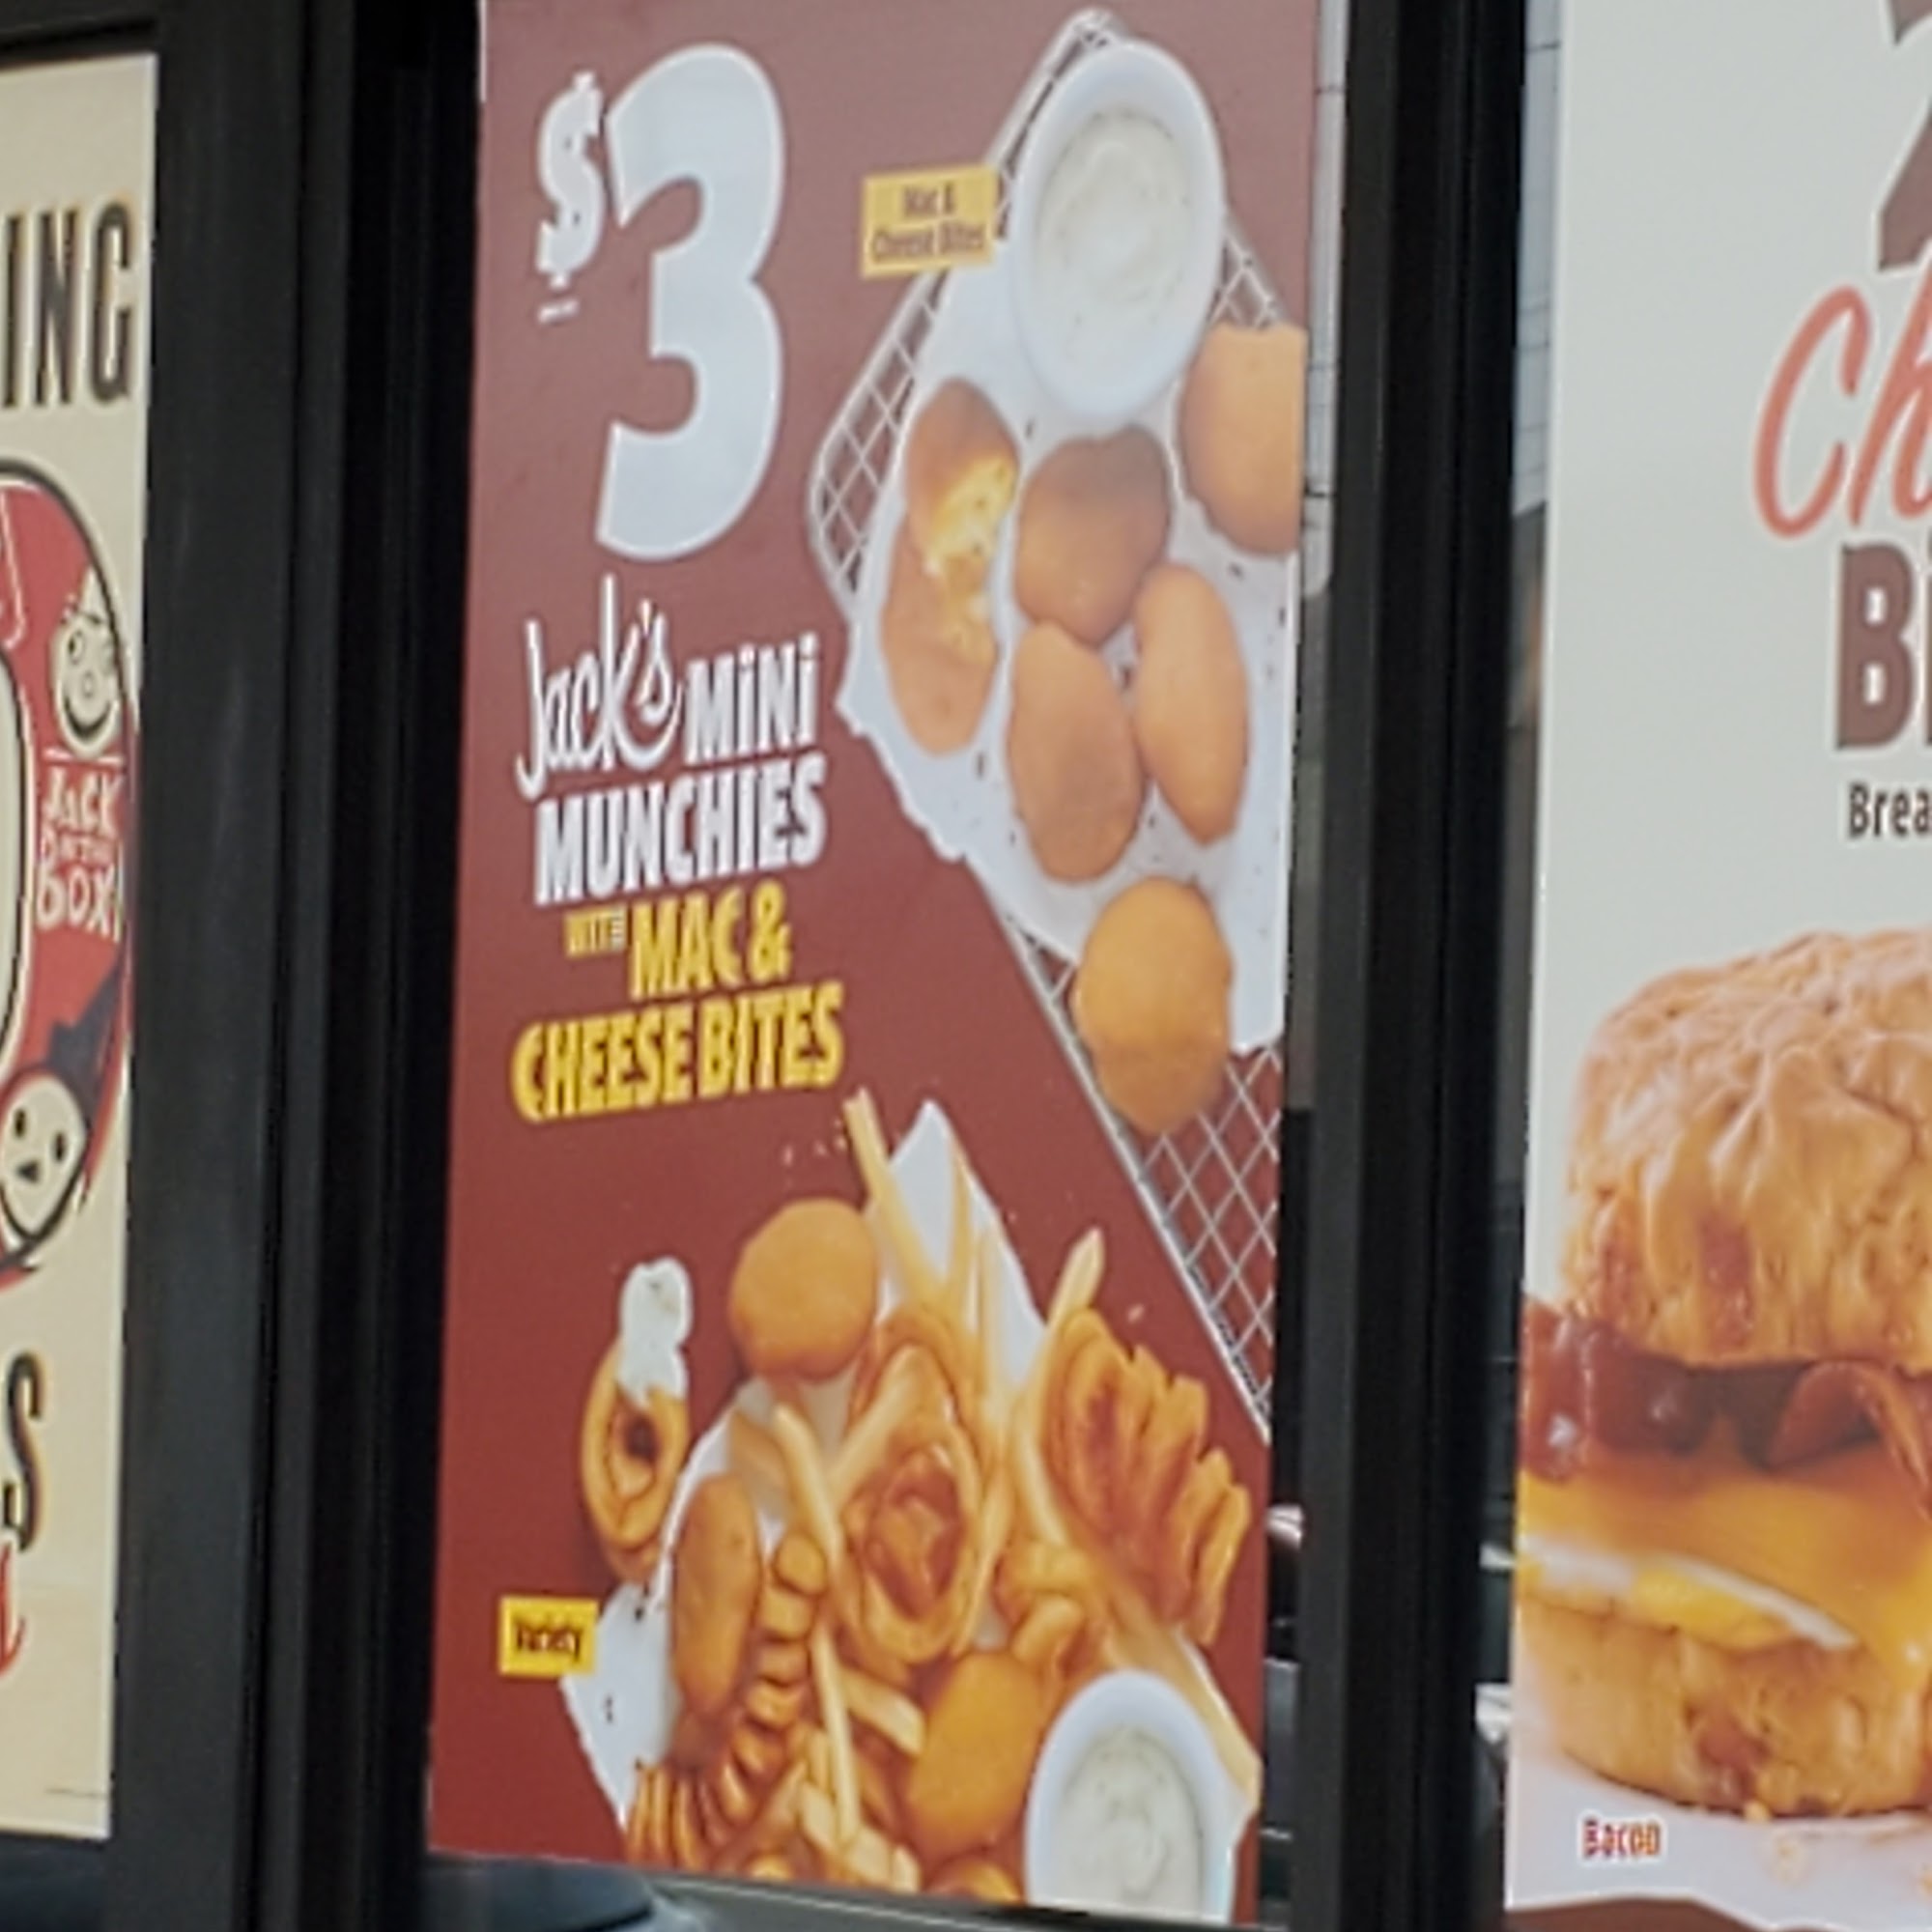 ING
JACK
IN THE
BOX
S
$3
Mac &
Cheese Bites
Jack's MiNi
MUNCHIES
WITH MAC &
CHEESE BITES
Variety
Ch
B
Brea
Bacon